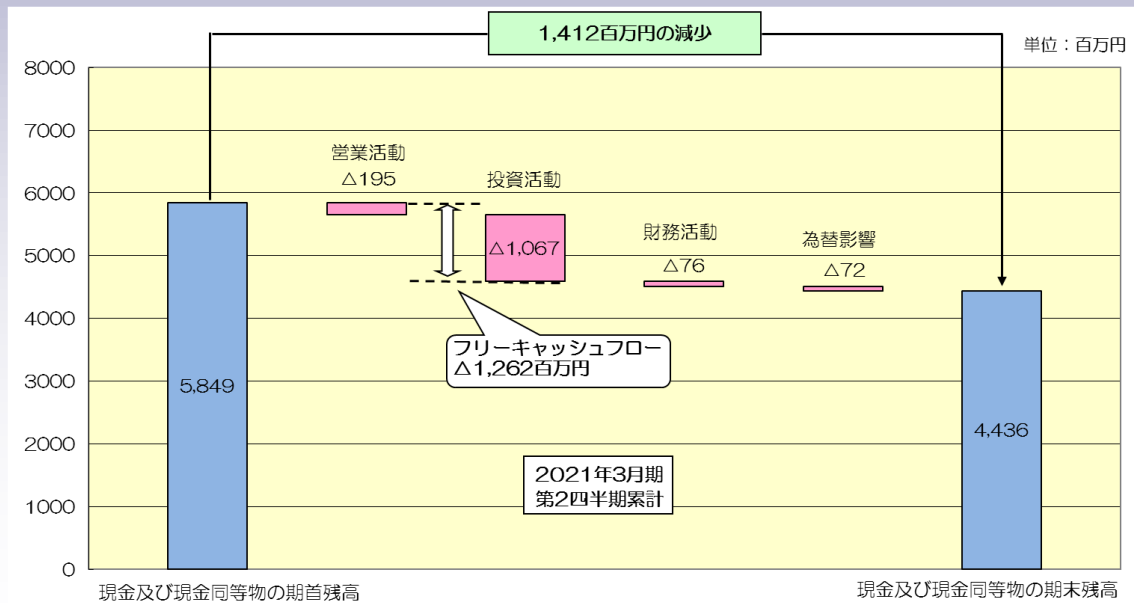 1,412百万円の減少
単位：百万円
8000
7000
6000
5000
4000
3000
2000
1000
0
営業活動
△195
投資活動
△1,067
財務活動
△76
為替影響
△72
フリーキャッシュフロー
△1,262百万円
5,849
4,436
2021年3月期
第2四半期累計
現金及び現金同等物の期首残高
現金及び現金同等物の期末残高